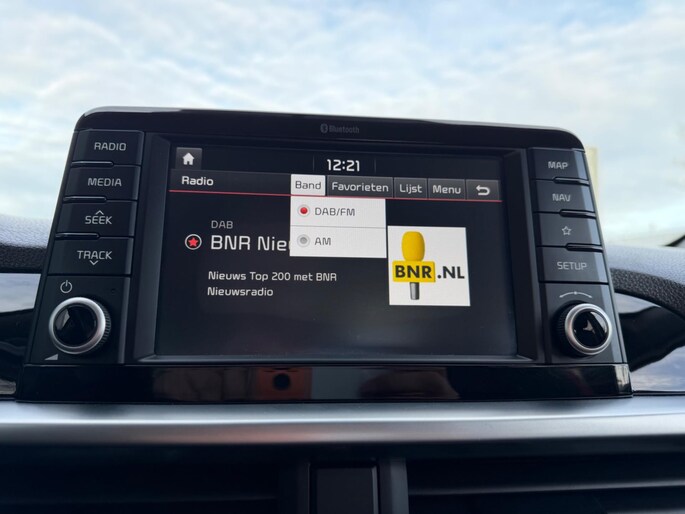 Bluetooth
RADIO
MEDIA
SEEK
TRACK
12:21
Radio
Band
Favorieten
Lijst
Menu
DAB/FM
AM
DAB
BNR Nieu
Nieuws Top 200 met BNR
Nieuwsradio
BNR.NL
MAP
NAV
SETUP